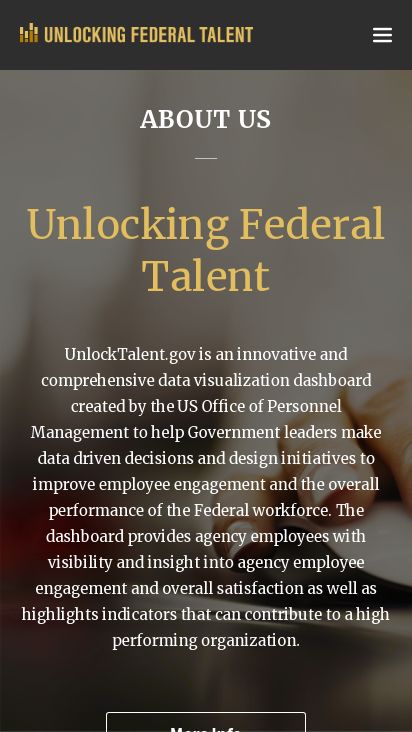 UNLOCKING FEDERAL TALENT
ABOUT US
Unlocking Federal
Talent
UnlockTalent.gov is an innovative and
comprehensive data visualization dashboard
created by the US Office of Personnel
Management to help Government leaders make
data driven decisions and design initiatives to
improve employee engagement and the overall
performance of the Federal workforce. The
dashboard provides agency employees with
visibility and insight into agency employee
engagement and overall satisfaction as well as
highlights indicators that can contribute to a high
performing organization.
More Info